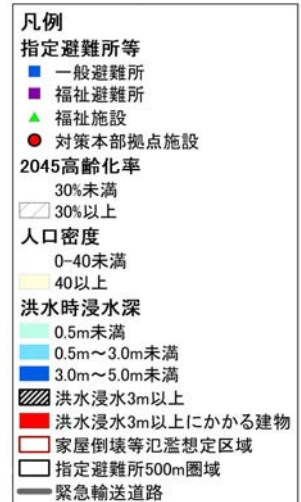 凡例
指定避難所等
一般避難所
福祉避難所
福祉施設
対策本部拠点施設
2045高齢化率
30%未満
30%以上
人口密度
0-40未満
40以上
洪水時浸水深
0.5m未満
0.5m～3.0m未満
3.0m～5.0m未満
洪水浸水3m以上
洪水浸水3m以上にかかる建物
家屋倒壊等氾濫想定区域
指定避難所500m圏域
緊急輸送道路